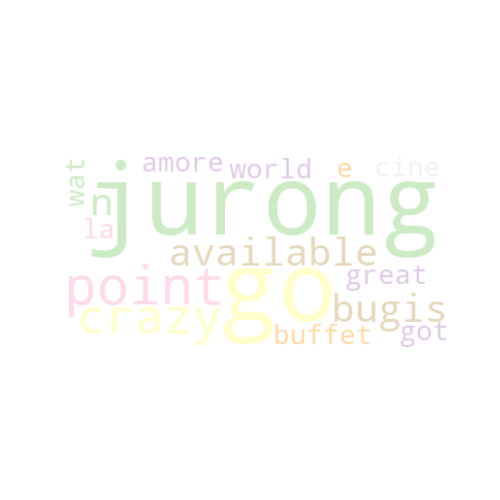 wat
amore
world
e
cine
jurong
n
la
available
point
go
great
crazy
bugis
buffet
got